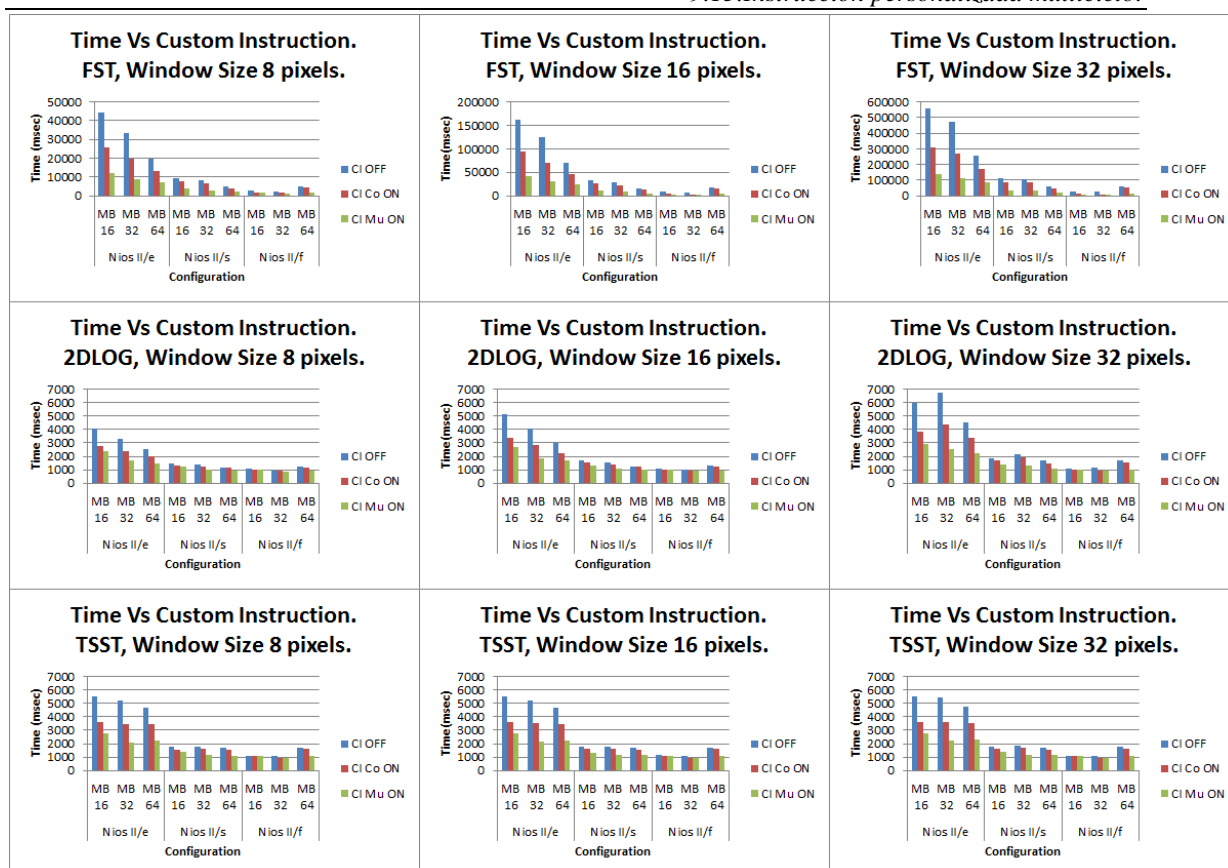 Time Vs Custom Instruction.
FST, Window Size 8 pixels.
50000
40000
30000
20000
10000
0
Time (msec)
MB MB MB MB MB MB MB MB MB
16 32 64 16 32 64 16 32 64
Nios II/e Nios II/s Nios II/f
Configuration
CI OFF
CI Co ON
CI Mu ON
Time Vs Custom Instruction.
FST, Window Size 16 pixels.
200000
150000
100000
50000
0
Time (msec)
MB MB MB MB MB MB MB MB MB
16 32 64 16 32 64 16 32 64
Nios II/e Nios II/s Nios II/f
Configuration
CI OFF
CI Co ON
CI Mu ON
Time Vs Custom Instruction.
FST, Window Size 32 pixels.
600000
500000
400000
300000
200000
100000
0
Time (msec)
MB MB MB MB MB MB MB MB MB
16 32 64 16 32 64 16 32 64
Nios II/e Nios II/s Nios II/f
Configuration
CI OFF
CI Co ON
CI Mu ON
Time Vs Custom Instruction.
2DLOG, Window Size 8 pixels.
7000
6000
5000
4000
3000
2000
1000
0
Time (msec)
MB MB MB MB MB MB MB MB MB
16 32 64 16 32 64 16 32 64
Nios II/e Nios II/s Nios II/f
Configuration
CI OFF
CI Co ON
CI Mu ON
Time Vs Custom Instruction.
2DLOG, Window Size 16 pixels.
7000
6000
5000
4000
3000
2000
1000
0
Time (msec)
MB MB MB MB MB MB MB MB MB
16 32 64 16 32 64 16 32 64
Nios II/e Nios II/s Nios II/f
Configuration
CI OFF
CI Co ON
CI Mu ON
Time Vs Custom Instruction.
2DLOG, Window Size 32 pixels.
7000
6000
5000
4000
3000
2000
1000
0
Time (msec)
MB MB MB MB MB MB MB MB MB
16 32 64 16 32 64 16 32 64
Nios II/e Nios II/s Nios II/f
Configuration
CI OFF
CI Co ON
CI Mu ON
Time Vs Custom Instruction.
TSST, Window Size 8 pixels.
7000
6000
5000
4000
3000
2000
1000
0
Time (msec)
MB MB MB MB MB MB MB MB MB
16 32 64 16 32 64 16 32 64
Nios II/e Nios II/s Nios II/f
Configuration
CI OFF
CI Co ON
CI Mu ON
Time Vs Custom Instruction.
TSST, Window Size 16 pixels.
7000
6000
5000
4000
3000
2000
1000
0
Time(msec)
MB MB MB MB MB MB MB MB MB
16 32 64 16 32 64 16 32 64
Nios II/e Nios II/s Nios II/f
Configuration
CI OFF
CI Co ON
CI Mu ON
Time Vs Custom Instruction.
TSST, Window Size 32 pixels.
7000
6000
5000
4000
3000
2000
1000
0
Time (msec)
MB MB MB MB MB MB MB MB MB
16 32 64 16 32 64 16 32 64
Nios II/e Nios II/s Nios II/f
Configuration
CI OFF
CI Co ON
CI Mu ON